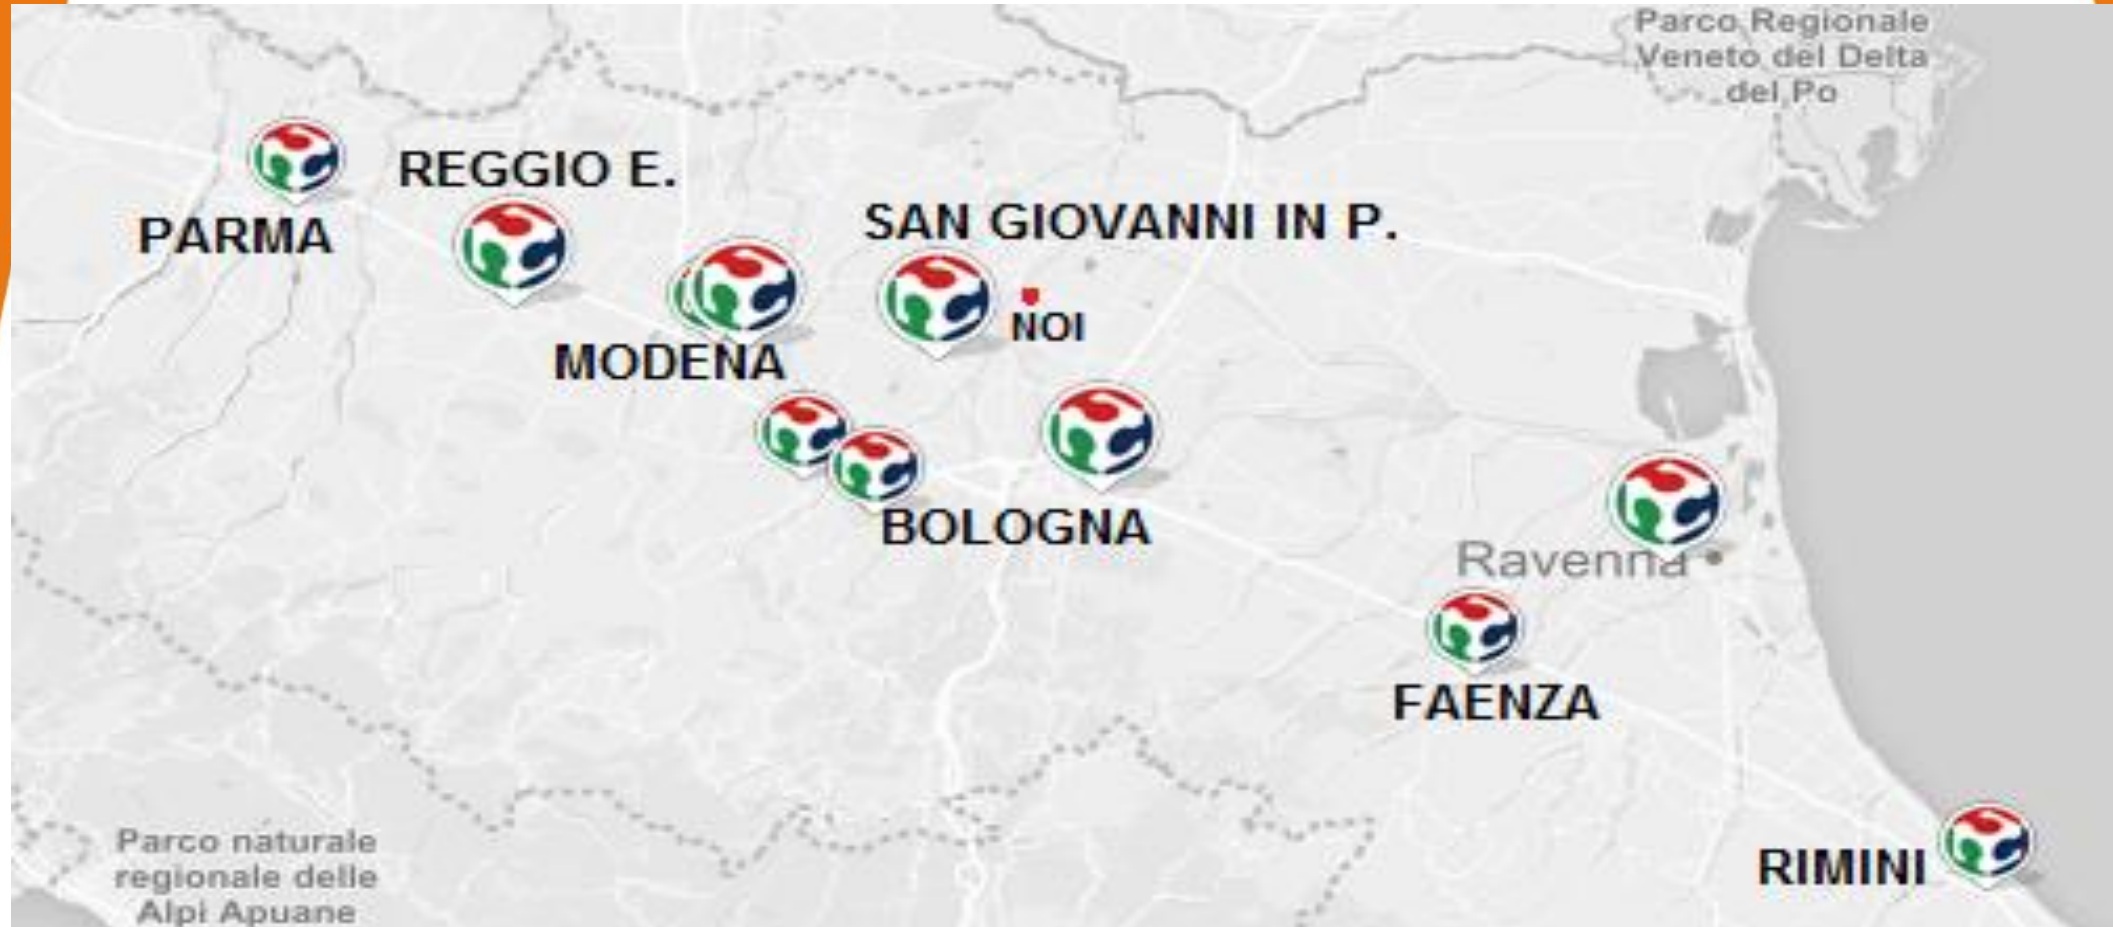 Parco Regionale
Veneto del Delta
del Po
REGGIO E.
PARMA
SAN GIOVANNI IN P.
NOI
MODENA
BOLOGNA
Ravenna
FAENZA
Parco naturale
regionale delle
Alpi Apuane
RIMINI